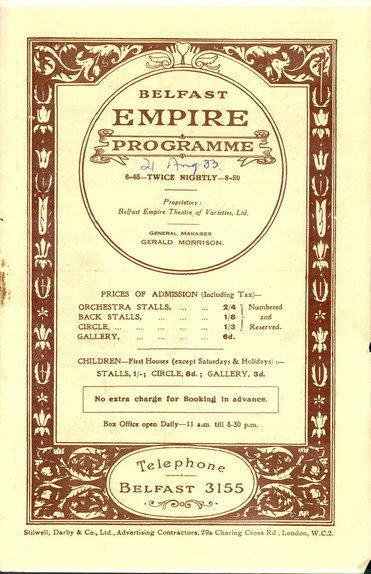 BELFAST
EMPIRE
PROGRAMME
21 Aug 33.
6-45—TWICE NIGHTLY—8-50
Proprietors :
Belfast Empire Theatre of Varieties, Ltd.
GENERAL MANAGER
GERALD MORRISON.
PRICES OF ADMISSION (Including Tax)—
ORCHESTRA STALLS, ... ... 2/4 Numbered
BACK STALLS, ... ... ... 1/6 and
CIRCLE, ... ... ... ... 1/3 Reserved.
GALLERY, ... ... ... 6d.
CHILDREN—First Houses (except Saturdays & Holidays) :—
STALLS, 1/-; CIRCLE, 6d. ; GALLERY, 3d.
No extra charge for Booking in advance.
Box Office open Daily—11 a.m. till 8-30 p.m.
Telephone
BELFAST 3155
Stilwell, Darby & Co., Ltd., Advertising Contractors, 29a Charing Cross Rd., London, W.C.2.